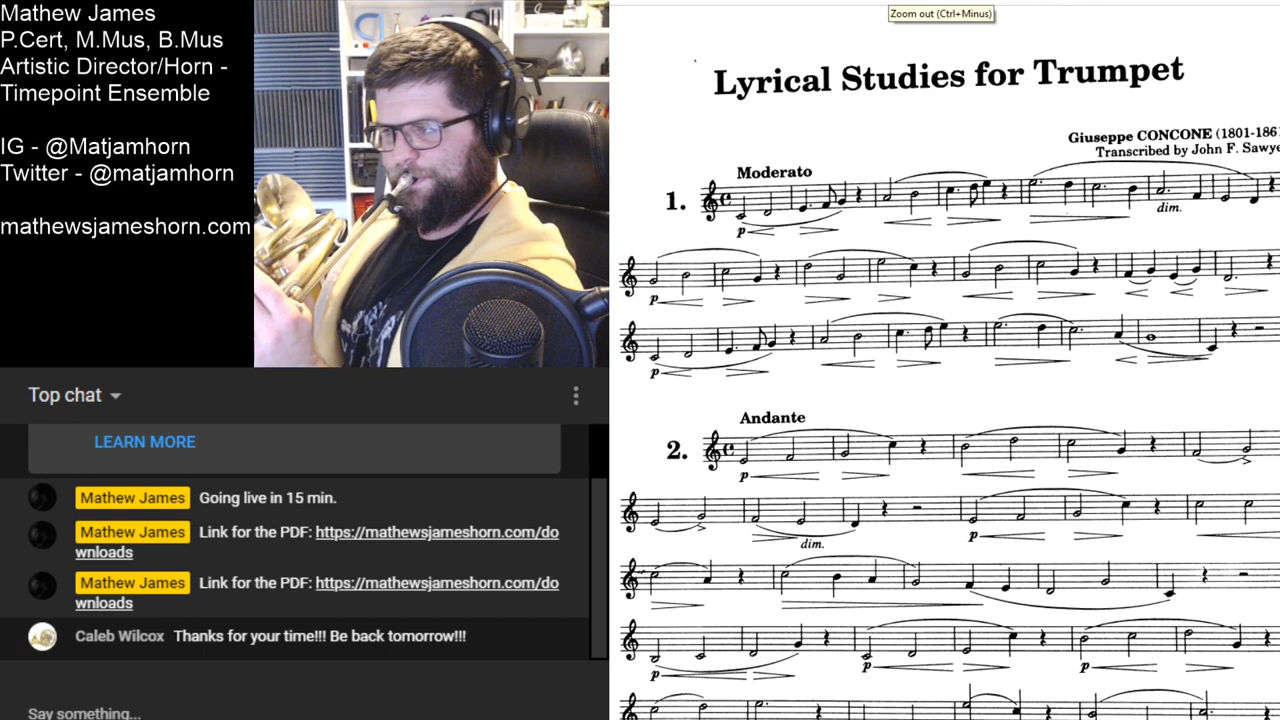 Mathew James
P.Cert, M.Mus, B.Mus
Artistic Director/Horn -
Timepoint Ensemble
IG - @Matjamhorn
Twitter - @matjamhorn
mathewsjameshorn.com
Top chat
LEARN MORE
Mathew James Going live in 15 min.
Mathew James Link for the PDF: https://mathewsjameshorn.com/do
wnloads
Mathew James Link for the PDF: https://mathewsjameshorn.com/do
wnloads
Caleb Wilcox Thanks for your time!!! Be back tomorrow!!!
Say something...
Zoom out (Ctrl+Minus)
Lyrical Studies for Trumpet
Giuseppe CONCONE (1801-1861
Transcribed by John F. Sawye
Moderato
1.
p
dim.
p
p
Andante
2.
p
dim.
p
p
p
p